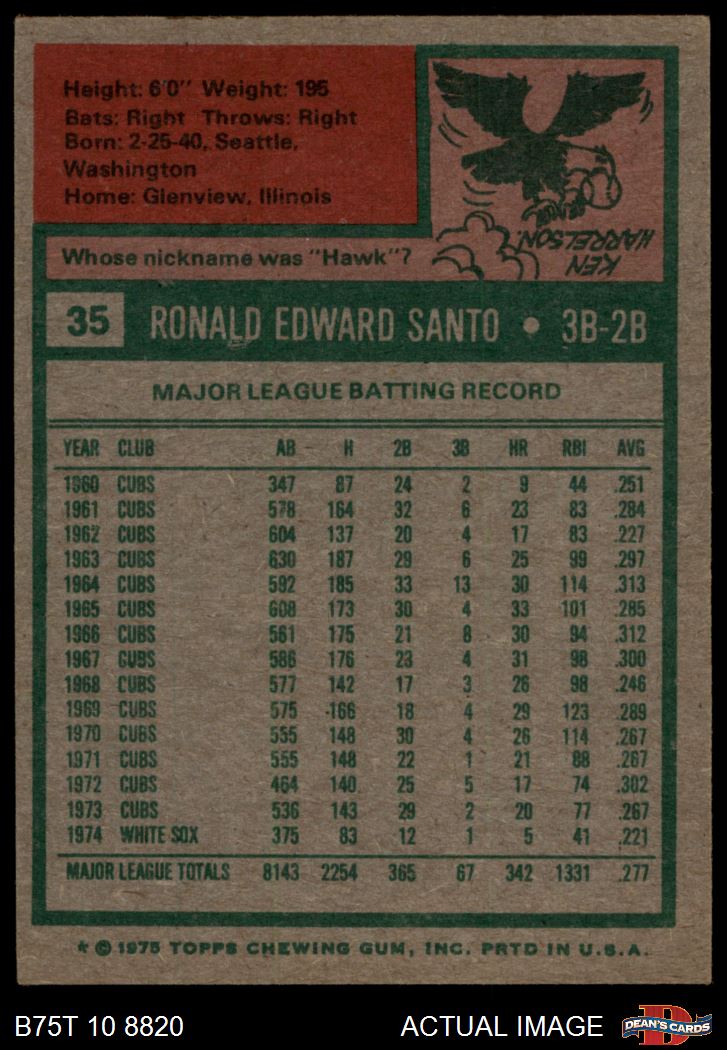 Height: 6'0" Weight: 195
Bats: Right Throws: Right
Born: 2-25-40, Seattle,
Washington
Home: Glenview, Illinois
Whose nickname was "Hawk"?
KEN
HARRELSON
35 RONALD EDWARD SANTO • 3B-2B
MAJOR LEAGUE BATTING RECORD
YEAR CLUB AB H 2B 3B HR RBI AVG
1960 CUBS 347 87 24 2 9 44 .251
1961 CUBS 578 164 32 6 23 83 .284
1962 CUBS 604 137 20 4 17 83 .227
1963 CUBS 630 187 29 6 25 99 .297
1964 CUBS 592 185 33 13 30 114 .313
1965 CUBS 608 173 30 4 33 101 .285
1966 CUBS 561 175 21 8 30 94 .312
1967 CUBS 586 176 23 4 31 98 .300
1968 CUBS 577 142 17 3 26 98 .246
1969 CUBS 575 166 18 4 29 123 .289
1970 CUBS 555 148 30 4 26 114 .267
1971 CUBS 555 148 22 1 21 88 .267
1972 CUBS 464 140 25 5 17 74 .302
1973 CUBS 536 143 29 2 20 77 .267
1974 WHITE SOX 375 83 12 1 5 41 .221
MAJOR LEAGUE TOTALS 8143 2254 365 67 342 1331 .277
* © 1975 TOPPS CHEWING GUM, INC. PRTD IN U.S.A.
B75T 10 8820 ACTUAL IMAGE
D
DEAN'S CARDS